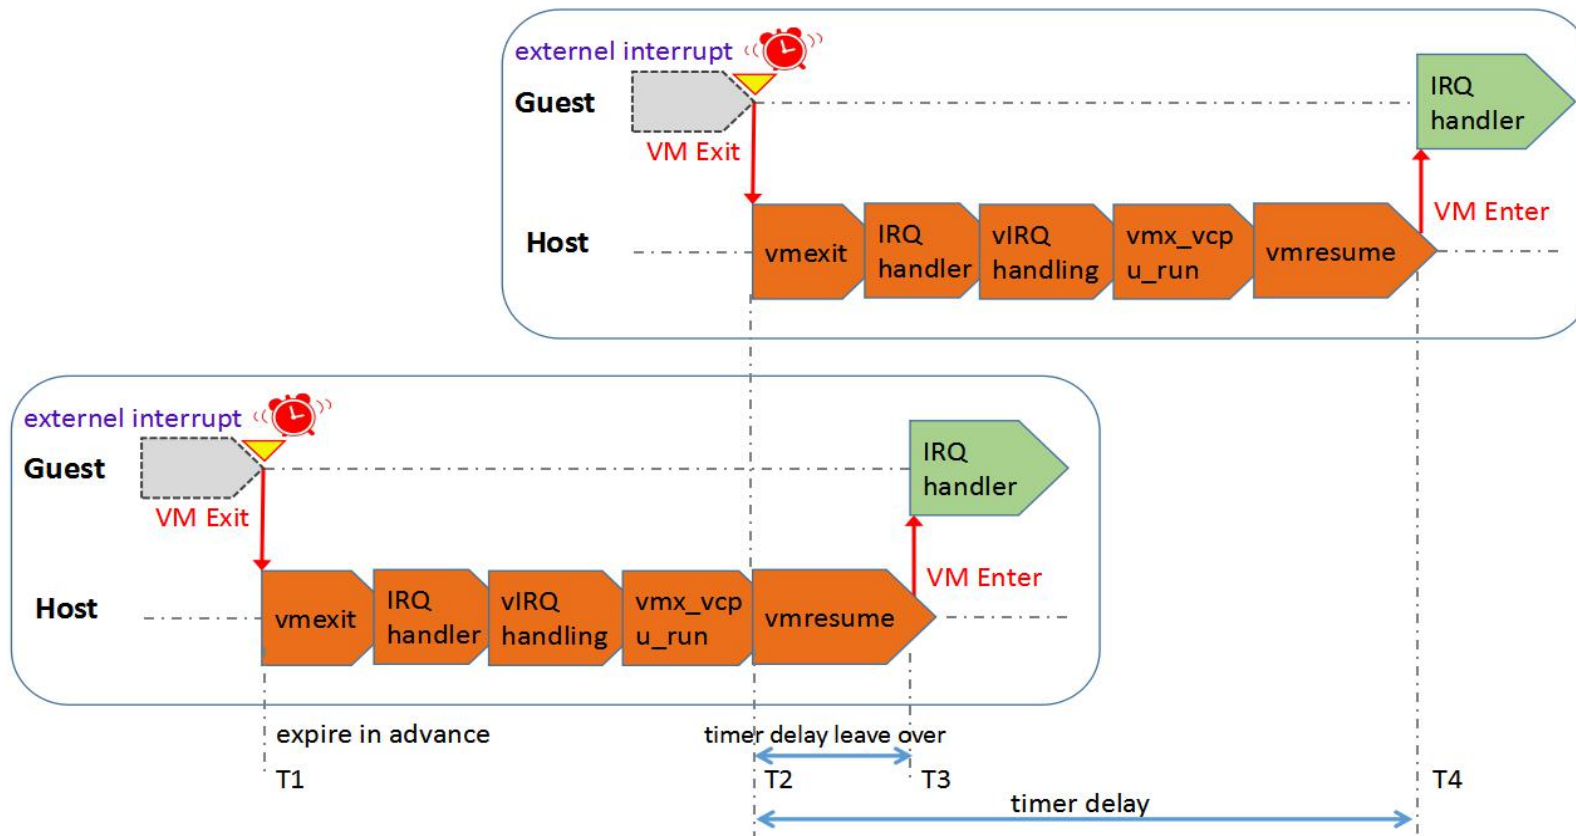 externel interrupt
Guest
IRQ
handler
VM Exit
VM Enter
Host
vmexit
IRQ
handler
vIRQ
handling
vmx_vcp
u_run
vmresume
externel interrupt
Guest
IRQ
handler
VM Exit
VM Enter
Host
vmexit
IRQ
handler
vIRQ
handling
vmx_vcp
u_run
vmresume
expire in advance
timer delay leave over
T1
T2
T3
T4
timer delay